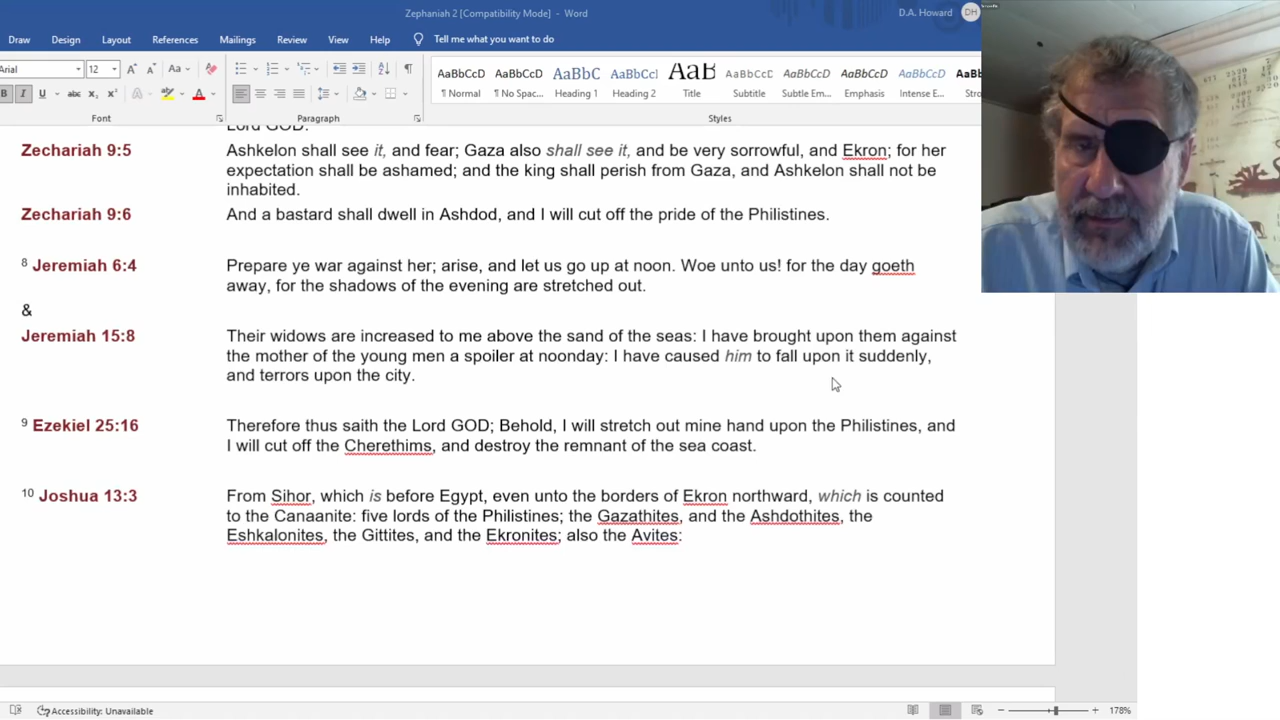 Zephaniah 2 [Compatibility Mode] - Word
D.A. Howard
DH
Draw Design Layout References Mailings Review View Help Tell me what you want to do
Arial 12 A A Aa
AaBbCcD AaBbCcD AaBbC AaBbCcI AaB AaBbCcD AaBbCcD AaBbCcD AaBbCcD AaBb
I U abc x₂ x² A A
¶ Normal ¶ No Spac... Heading 1 Heading 2 Title Subtitle Subtle Em... Emphasis Intense E... Stro
Font Paragraph Styles
Lord GOD.
Zechariah 9:5 Ashkelon shall see it, and fear; Gaza also shall see it, and be very sorrowful, and Ekron; for her
expectation shall be ashamed; and the king shall perish from Gaza, and Ashkelon shall not be
inhabited.
Zechariah 9:6 And a bastard shall dwell in Ashdod, and I will cut off the pride of the Philistines.
8 Jeremiah 6:4 Prepare ye war against her; arise, and let us go up at noon. Woe unto us! for the day goeth
away, for the shadows of the evening are stretched out.
&
Jeremiah 15:8 Their widows are increased to me above the sand of the seas: I have brought upon them against
the mother of the young men a spoiler at noonday: I have caused him to fall upon it suddenly,
and terrors upon the city.
9 Ezekiel 25:16 Therefore thus saith the Lord GOD; Behold, I will stretch out mine hand upon the Philistines, and
I will cut off the Cherethims, and destroy the remnant of the sea coast.
10 Joshua 13:3 From Sihor, which is before Egypt, even unto the borders of Ekron northward, which is counted
to the Canaanite: five lords of the Philistines; the Gazathites, and the Ashdothites, the
Eshkalonites, the Gittites, and the Ekronites; also the Avites:
Accessibility: Unavailable
178%